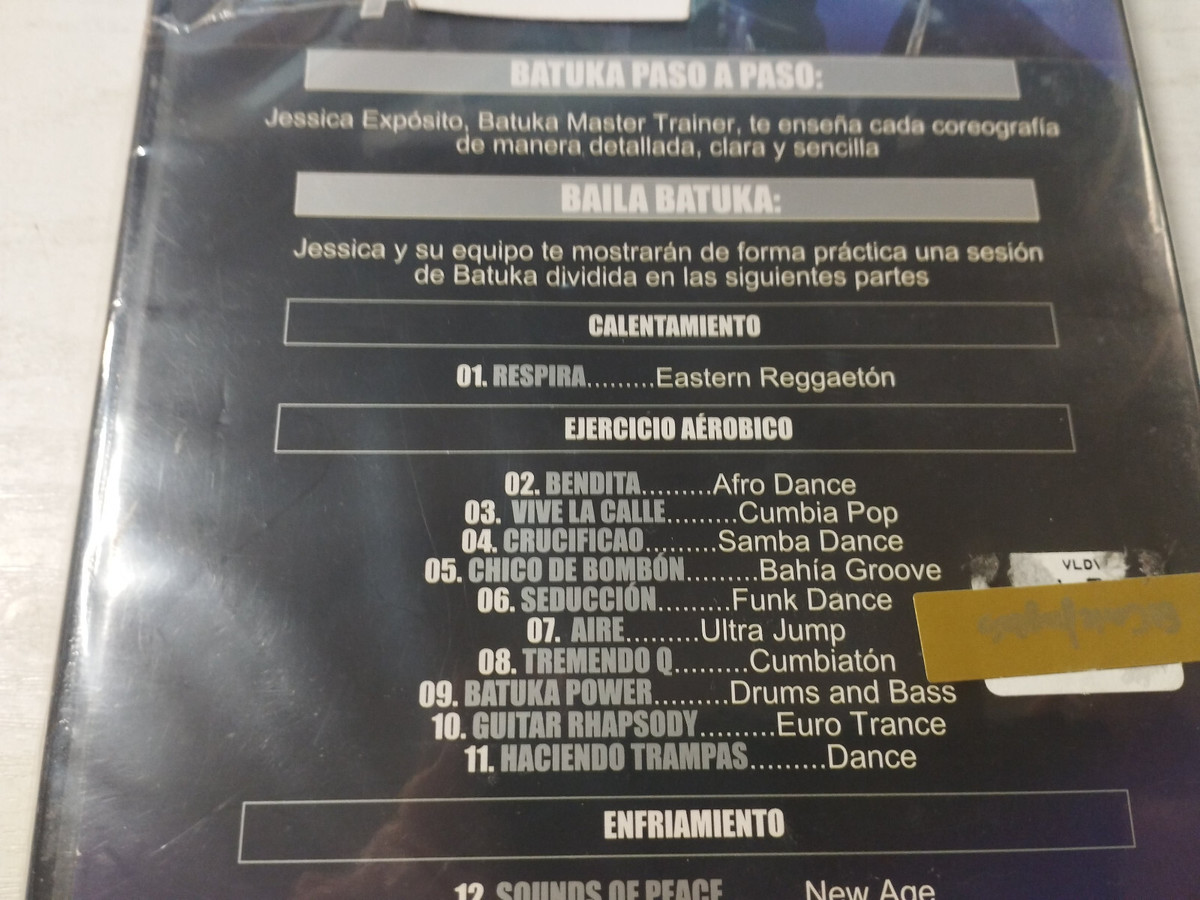 BATUKA PASO A PASO:
Jessica Expósito, Batuka Master Trainer, te enseña cada coreografía
de manera detallada, clara y sencilla
BAILA BATUKA:
Jessica y su equipo te mostrarán de forma práctica una sesión
de Batuka dividida en las siguientes partes
CALENTAMIENTO
01. RESPIRA.........Eastern Reggaetón
EJERCICIO AÉROBICO
02. BENDITA.........Afro Dance
03. VIVE LA CALLE.........Cumbia Pop
04. CRUCIFICAO.........Samba Dance
05. CHICO DE BOMBÓN.........Bahía Groove
06. SEDUCCIÓN.........Funk Dance
07. AIRE.........Ultra Jump
08. TREMENDO Q.........Cumbiatón
09. BATUKA POWER.........Drums and Bass
10. GUITAR RHAPSODY.........Euro Trance
11. HACIENDO TRAMPAS.........Dance
ENFRIAMIENTO
12. SOUNDS OF PEACE New Age